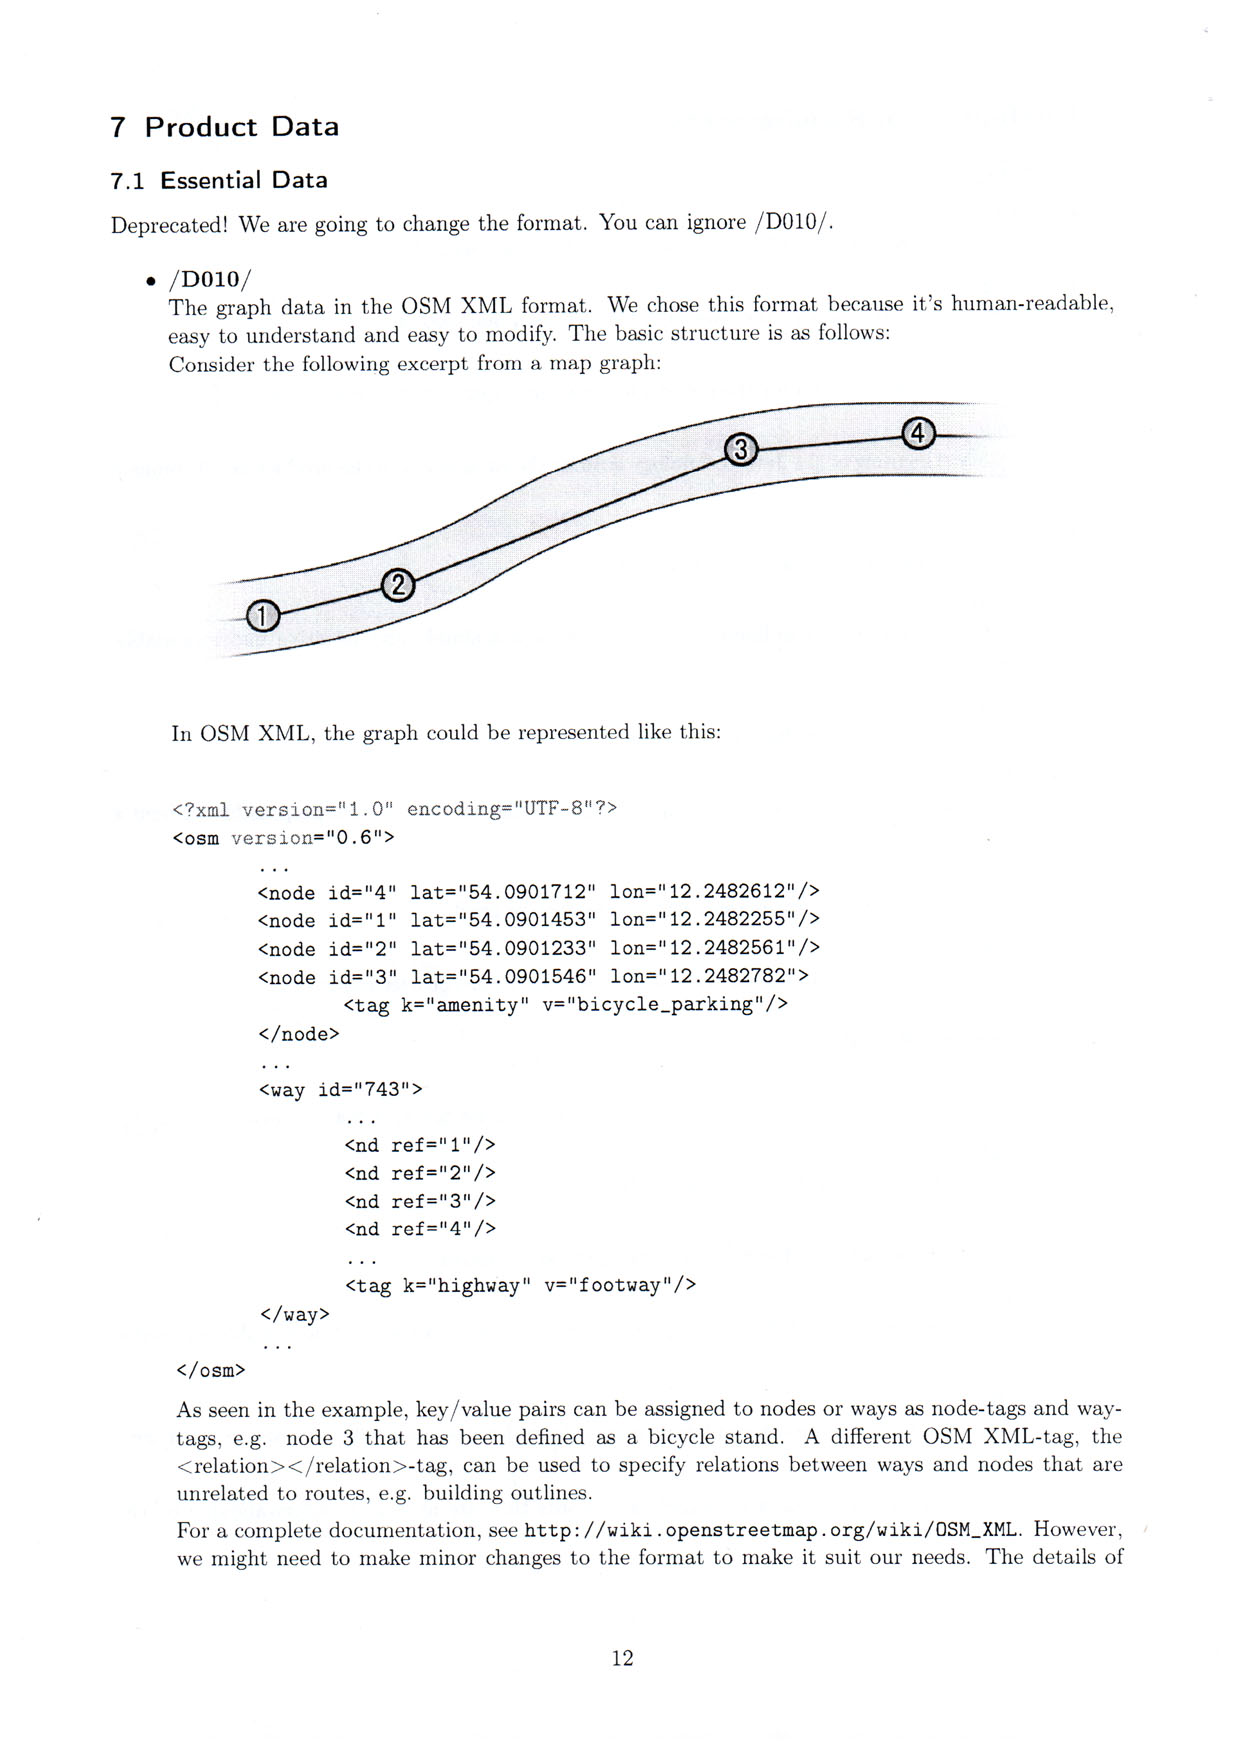 7 Product Data
7.1 Essential Data
Deprecated! We are going to change the format. You can ignore /D010/.
• /D010/
The graph data in the OSM XML format. We chose this format because it's human-readable,
easy to understand and easy to modify. The basic structure is as follows:
Consider the following excerpt from a map graph:
3
4
2
1
In OSM XML, the graph could be represented like this:
<?xml version="1.0" encoding="UTF-8"?>
<osm version="0.6">
...
<node id="4" lat="54.0901712" lon="12.2482612"/>
<node id="1" lat="54.0901453" lon="12.2482255"/>
<node id="2" lat="54.0901233" lon="12.2482561"/>
<node id="3" lat="54.0901546" lon="12.2482782">
<tag k="amenity" v="bicycle_parking"/>
</node>
...
<way id="743">
...
<nd ref="1"/>
<nd ref="2"/>
<nd ref="3"/>
<nd ref="4"/>
...
<tag k="highway" v="footway"/>
</way>
...
</osm>
As seen in the example, key/value pairs can be assigned to nodes or ways as node-tags and way-
tags, e.g. node 3 that has been defined as a bicycle stand. A different OSM XML-tag, the
<relation></relation>-tag, can be used to specify relations between ways and nodes that are
unrelated to routes, e.g. building outlines.
For a complete documentation, see http://wiki.openstreetmap.org/wiki/OSM_XML. However,
we might need to make minor changes to the format to make it suit our needs. The details of
12